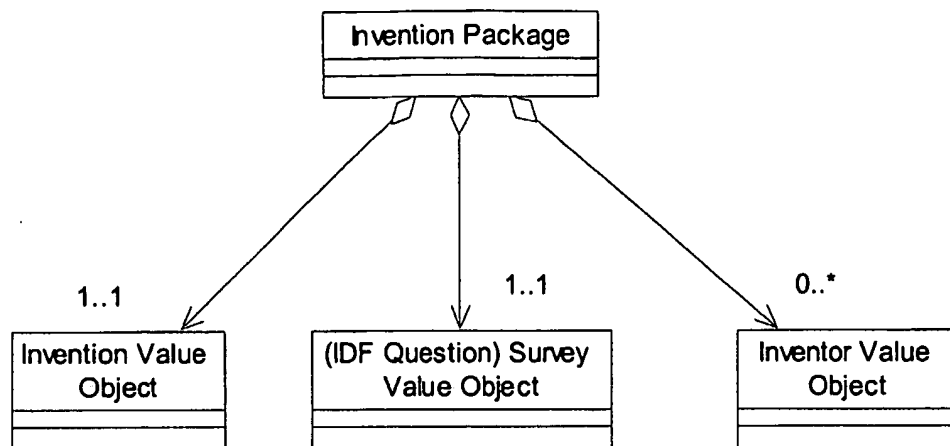 Invention Package
1..1
1..1
0..*
Invention Value
Object
(IDF Question) Survey
Value Object
Inventor Value
Object